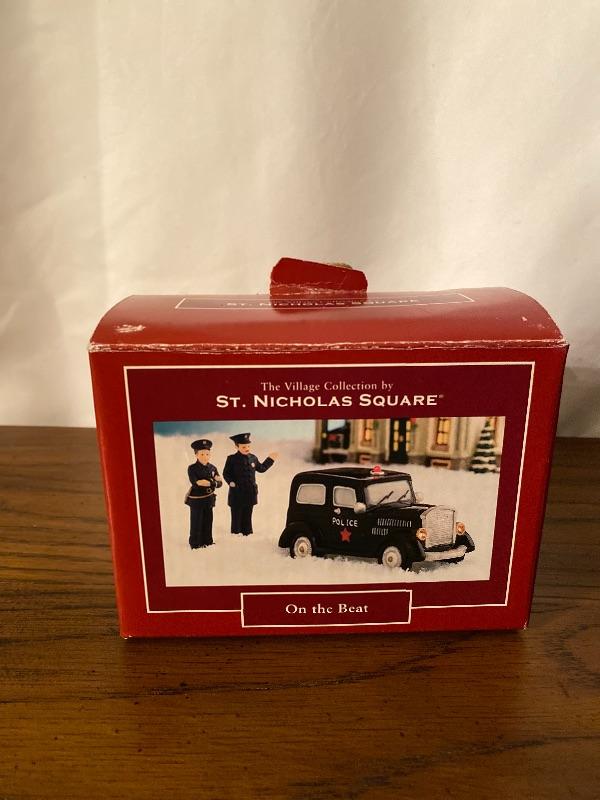 ST. NICHOLAS SQUARE
The Village Collection by
ST. NICHOLAS SQUARE®
POLICE
On the Beat